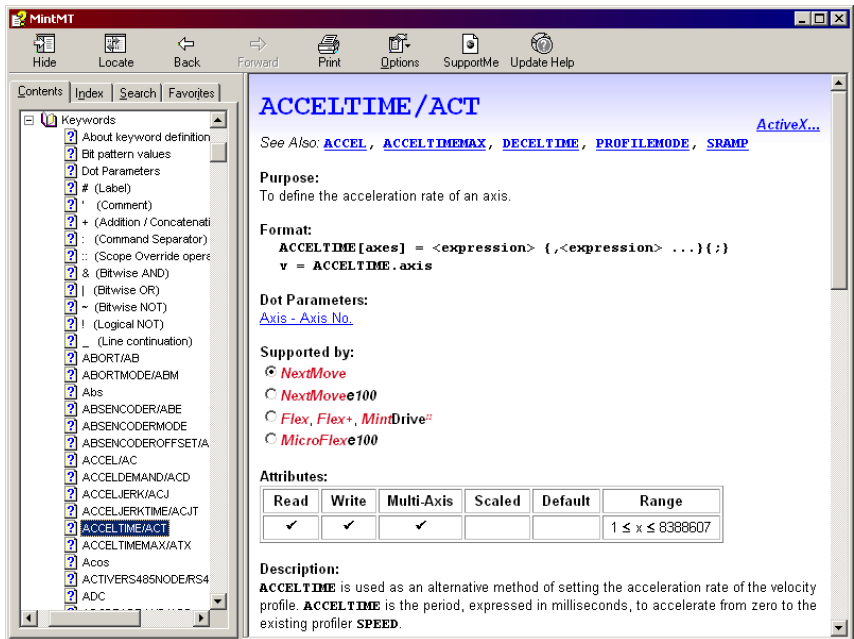 MintMT
Hide Locate Back Forward Print Options SupportMe Update Help
Contents Index Search Favorites
Keywords
About keyword definition
Bit pattern values
Dot Parameters
# (Label)
' (Comment)
+ (Addition / Concatenati
: (Command Separator)
:: (Scope Override opera
& (Bitwise AND)
| (Bitwise OR)
~ (Bitwise NOT)
! (Logical NOT)
_ (Line continuation)
ABORT/AB
ABORTMODE/ABM
Abs
ABSENCODER/ABE
ABSENCODERMODE
ABSENCODEROFFSET/A
ACCEL/AC
ACCELDEMAND/ACD
ACCELJERK/ACJ
ACCELJERKTIME/ACJT
ACCELTIME/ACT
ACCELTIMEMAX/ATX
Acos
ACTIVERS485NODE/RS4
ADC
ACCELTIME/ACT
ActiveX...
See Also: ACCEL, ACCELTIMEMAX, DECELTIME, PROFILEMODE, SRAMP
Purpose:
To define the acceleration rate of an axis.
Format:
ACCELTIME[axes] = <expression> {,<expression> ...}{;}
v = ACCELTIME.axis
Dot Parameters:
Axis - Axis No.
Supported by:
NextMove
NextMovee100
Flex, Flex+, MintDrive::
MicroFlexe100
Attributes:
Read Write Multi-Axis Scaled Default Range
✓ ✓ ✓ 1 ≤ x ≤ 8388607
Description:
ACCELTIME is used as an alternative method of setting the acceleration rate of the velocity
profile. ACCELTIME is the period, expressed in milliseconds, to accelerate from zero to the
existing profiler SPEED.